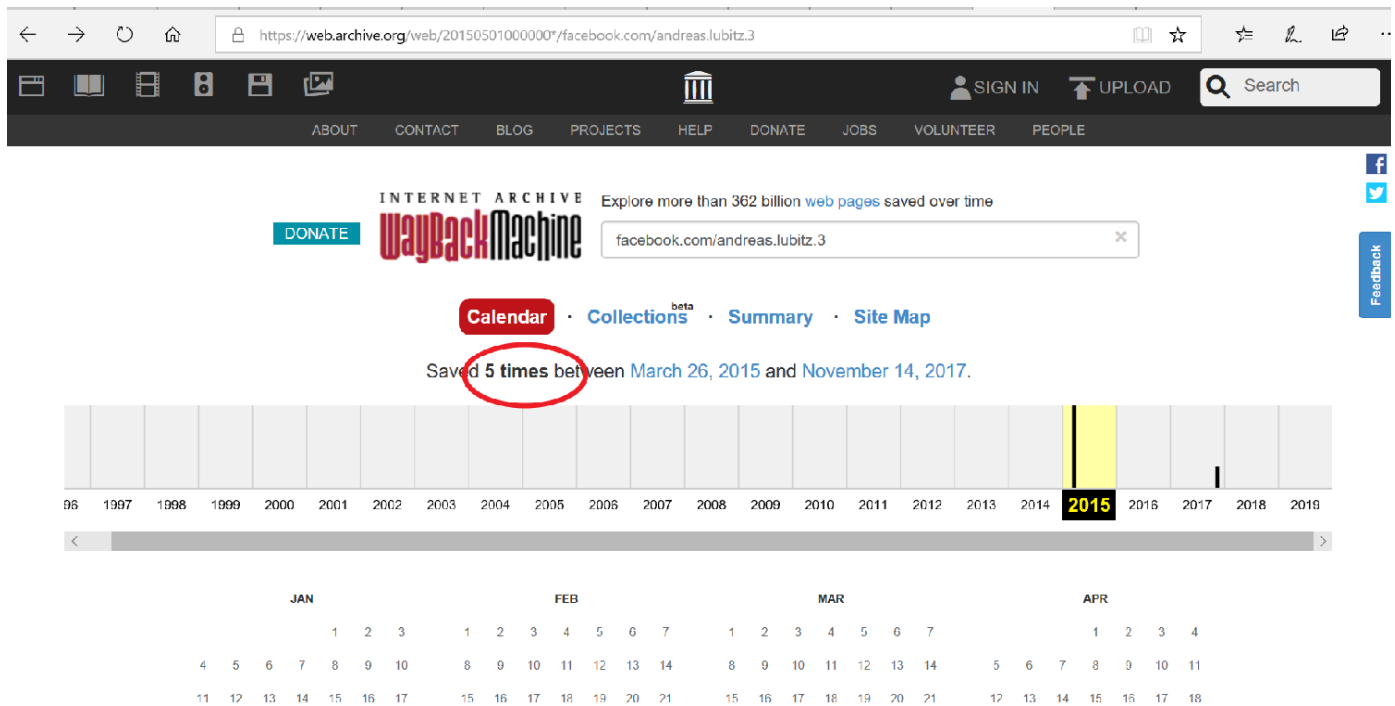 https://web.archive.org/web/20150501000000*/facebook.com/andreas.lubitz.3
SIGN IN UPLOAD Search
ABOUT CONTACT BLOG PROJECTS HELP DONATE JOBS VOLUNTEER PEOPLE
INTERNET ARCHIVE Explore more than 362 billion web pages saved over time
DONATE WayBackMachine facebook.com/andreas.lubitz.3 ×
Feedback
Calendar · Collections beta · Summary · Site Map
Saved 5 times between March 26, 2015 and November 14, 2017.
96 1997 1998 1999 2000 2001 2002 2003 2004 2005 2006 2007 2008 2009 2010 2011 2012 2013 2014 2015 2016 2017 2018 2019
JAN FEB MAR APR
1 2 3 1 2 3 4 5 6 7 1 2 3 4 5 6 7 1 2 3 4
4 5 6 7 8 9 10 8 9 10 11 12 13 14 8 9 10 11 12 13 14 5 6 7 8 9 10 11
11 12 13 14 15 16 17 15 16 17 18 19 20 21 15 16 17 18 19 20 21 12 13 14 15 16 17 18